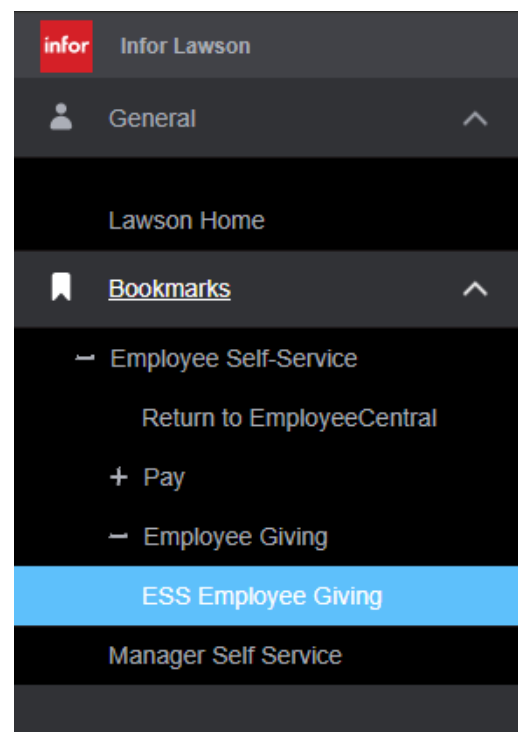 infor Infor Lawson
General
Lawson Home
Bookmarks
Employee Self-Service
Return to EmployeeCentral
+ Pay
Employee Giving
ESS Employee Giving
Manager Self Service